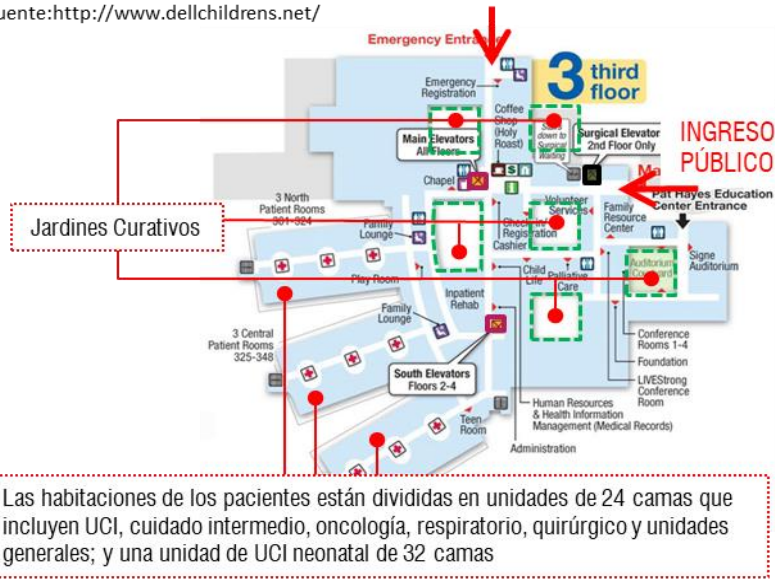 uente:http://www.dellchildrens.net/
Emergency Entra
3 third
floor
Emergency
Registration
Coffee
Shop
(Holy
Roast)
down to
Surgical
Waiting
Main Elevators
All Floors
Surgical Elevator
2nd Floor Only
INGRESO
PÚBLICO
Ma
Chapel
Pat Hayes Education
Center Entrance
3 North
Patient Rooms
301-324
Jardines Curativos
Family
Lounge
Volunteer
Services
Family
Resource
Center
Check-in/
Registration
Cashier
Signe
Auditorium
Auditorium
Courtyard
Play Room
Child
Life
Palliative
Care
Inpatient
Rehab
Family
Lounge
3 Central
Patient Rooms
325-348
South Elevators
Floors 2-4
Conference
Rooms 1-4
Foundation
LIVEStrong
Conference
Room
Human Resources
& Health Information
Management (Medical Records)
Teen
Room
Administration
Las habitaciones de los pacientes están divididas en unidades de 24 camas que
incluyen UCI, cuidado intermedio, oncología, respiratorio, quirúrgico y unidades
generales; y una unidad de UCI neonatal de 32 camas